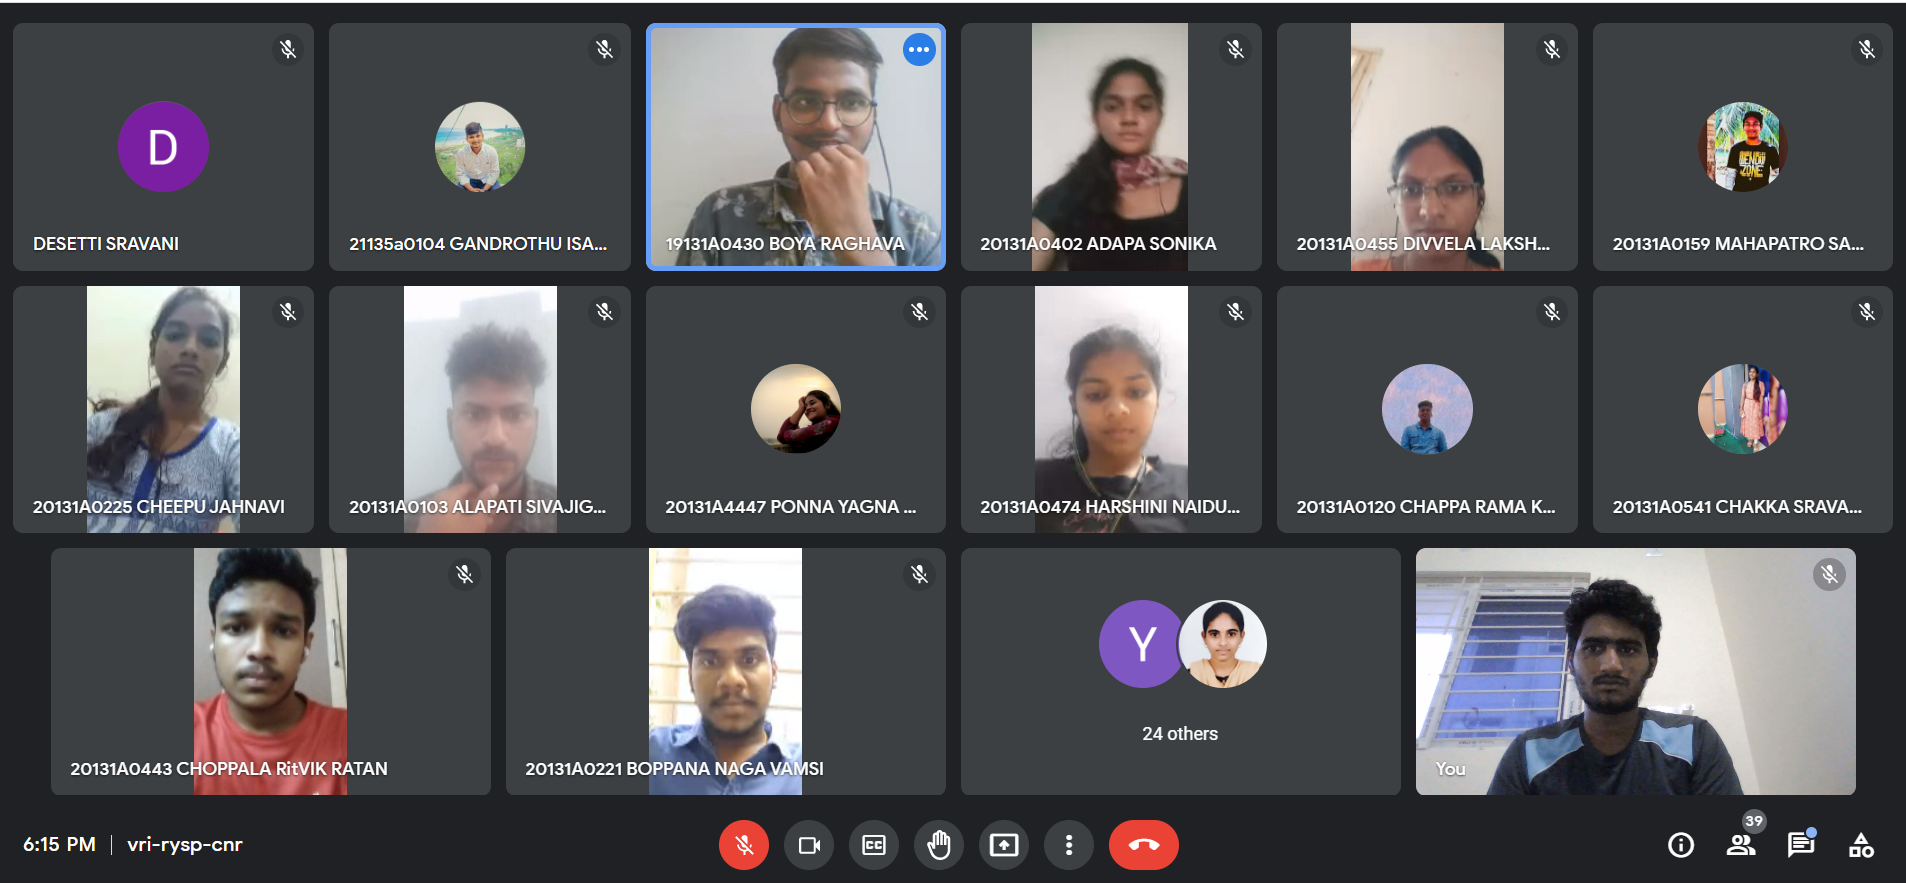 D
DESETTI SRAVANI
21135a0104 GANDROTHU ISA...
19131A0430 BOYA RAGHAVA
20131A0402 ADAPA SONIKA
20131A0455 DIVVELA LAKSH...
20131A0159 MAHAPATRO SA...
20131A0225 CHEEPU JAHNAVI
20131A0103 ALAPATI SIVAJIG...
20131A4447 PONNA YAGNA ...
20131A0474 HARSHINI NAIDU...
20131A0120 CHAPPA RAMA K...
20131A0541 CHAKKA SRAVA...
20131A0443 CHOPPALA RitVIK RATAN
20131A0221 BOPPANA NAGA VAMSI
Y
24 others
You
6:15 PM | vri-rysp-cnr
CC
39